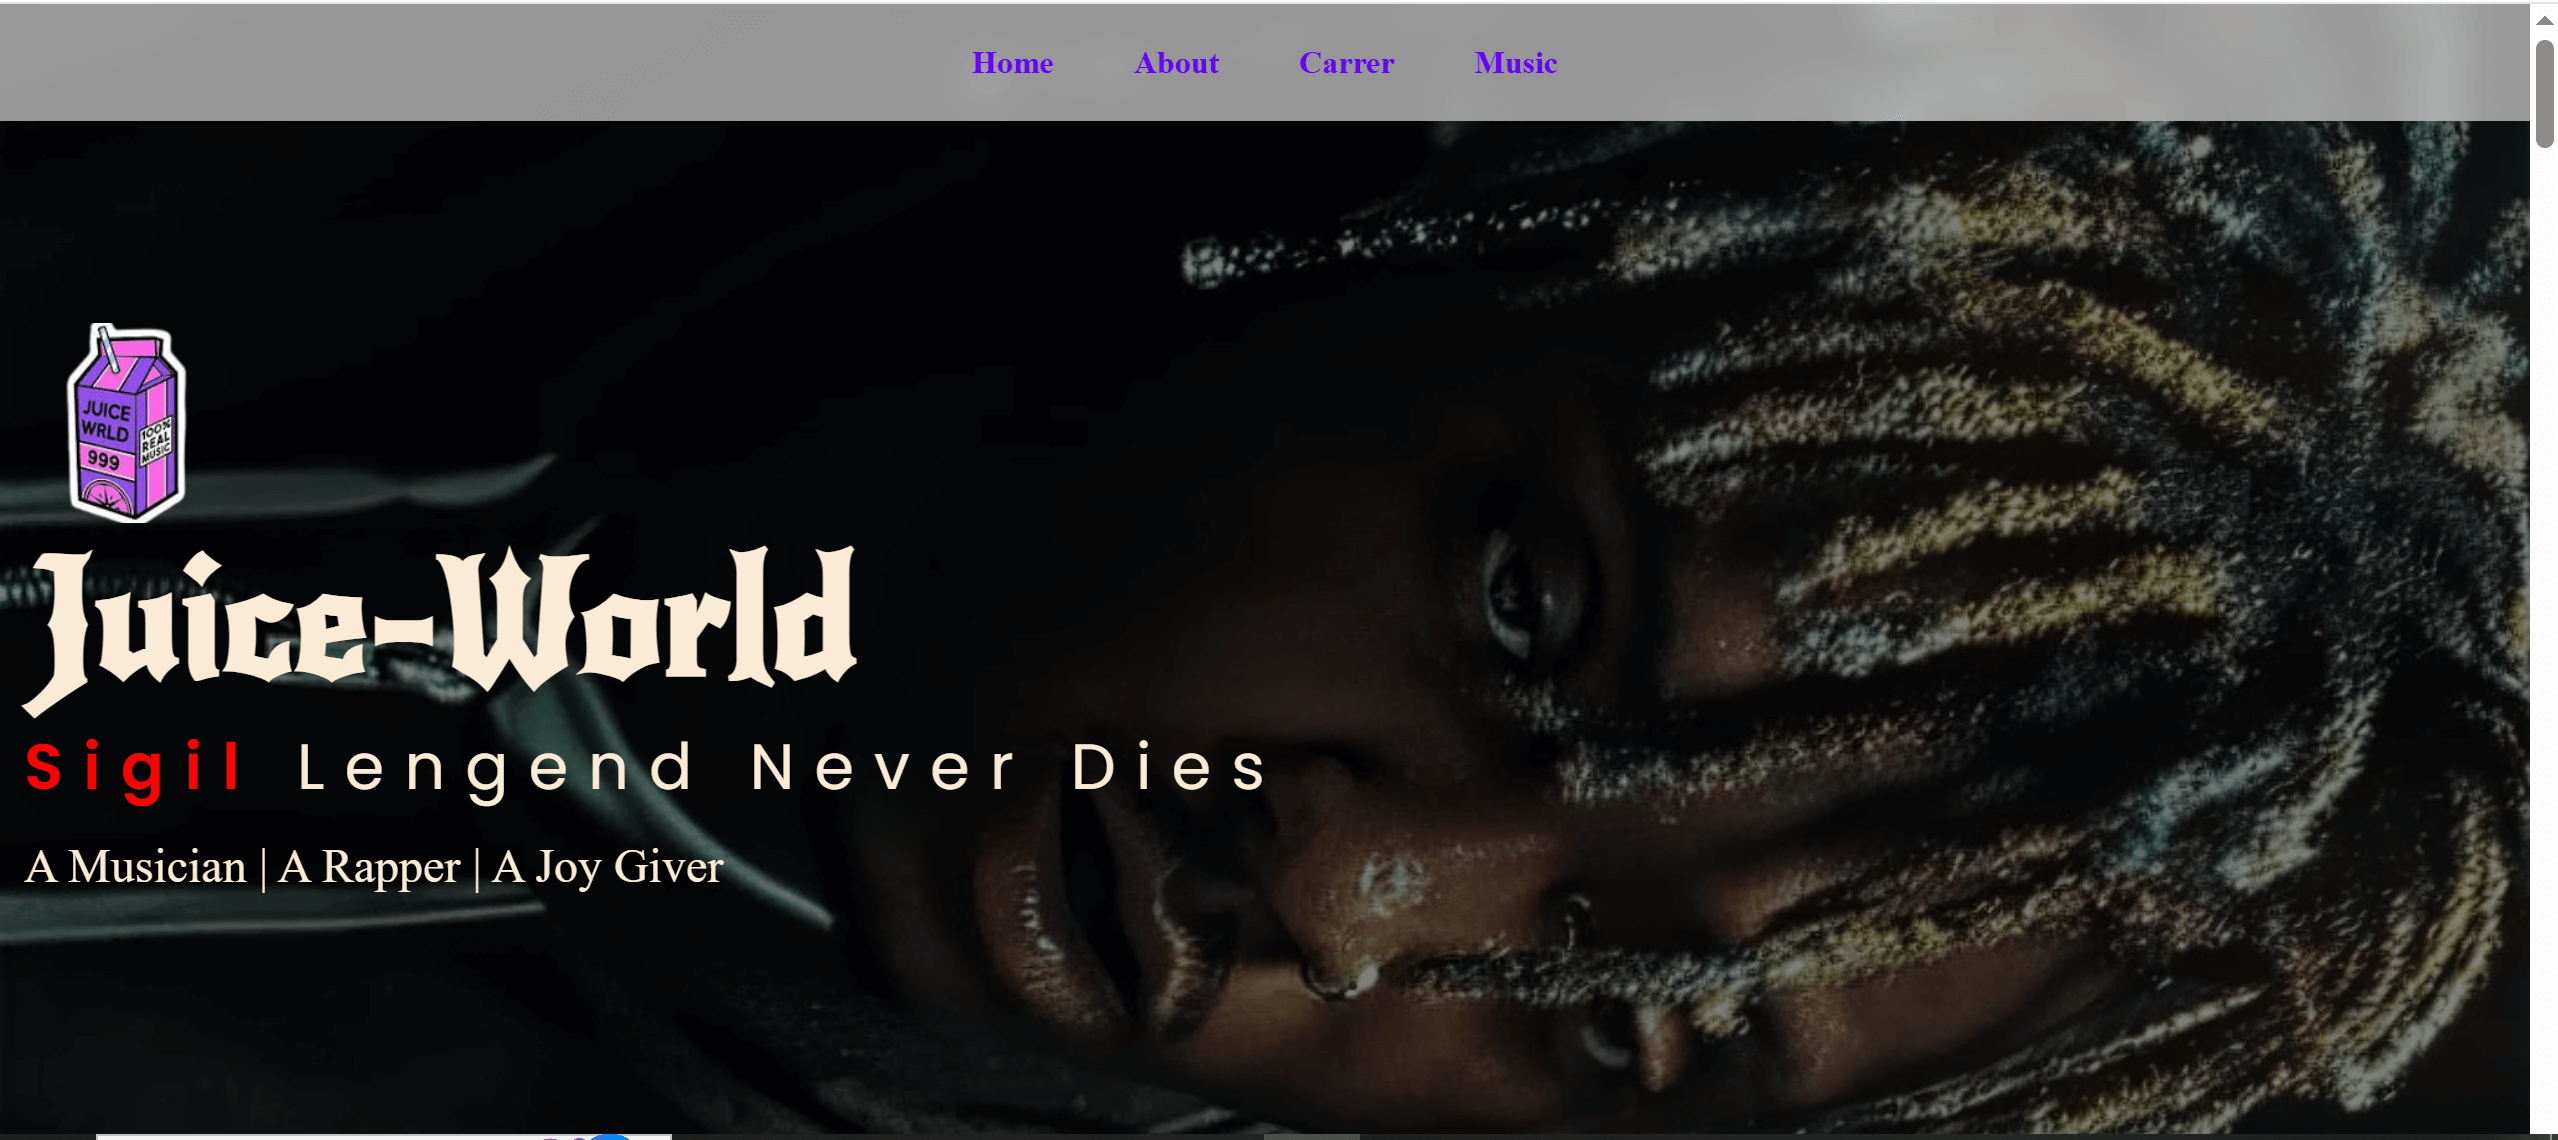 Home About Carrer Music
JUICE
WRLD
100%
REAL
MUSIC
999
Juice-World
Sigil Lengend Never Dies
A Musician | A Rapper | A Joy Giver